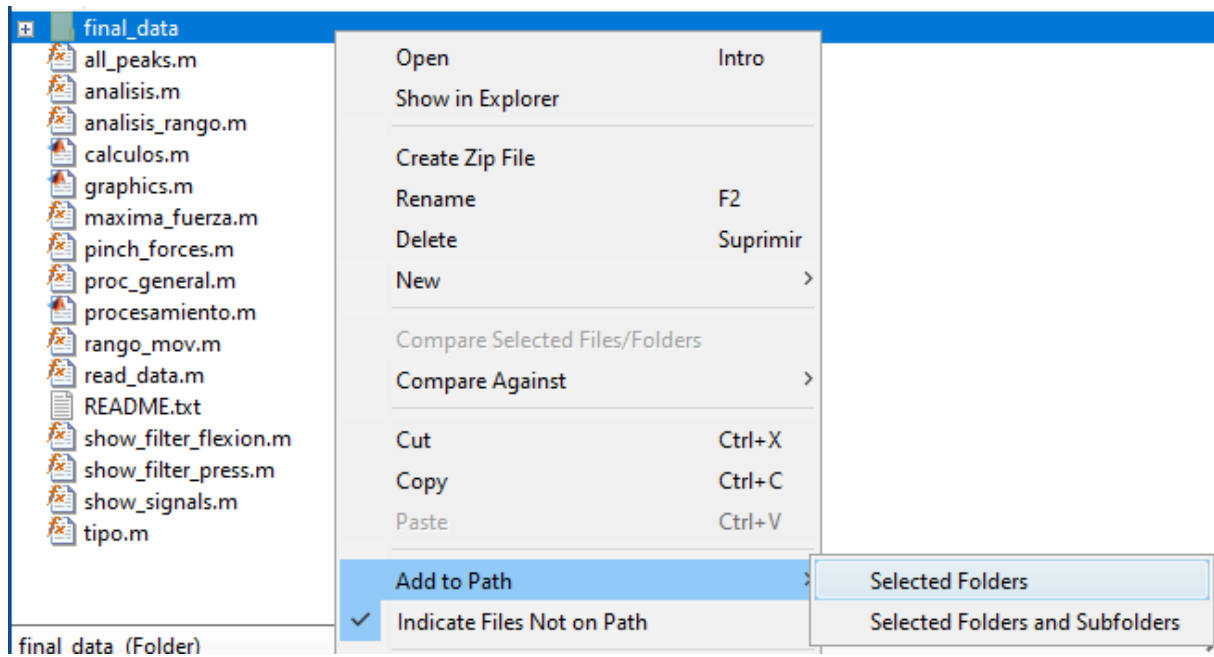 final_data
all_peaks.m
analisis.m
analisis_rango.m
calculos.m
graphics.m
maxima_fuerza.m
pinch_forces.m
proc_general.m
procesamiento.m
rango_mov.m
read_data.m
README.txt
show_filter_flexion.m
show_filter_press.m
show_signals.m
tipo.m
final_data (Folder)
Open Intro
Show in Explorer
Create Zip File
Rename F2
Delete Suprimir
New
Compare Selected Files/Folders
Compare Against
Cut Ctrl+X
Copy Ctrl+C
Paste Ctrl+V
Add to Path
Indicate Files Not on Path
Selected Folders
Selected Folders and Subfolders